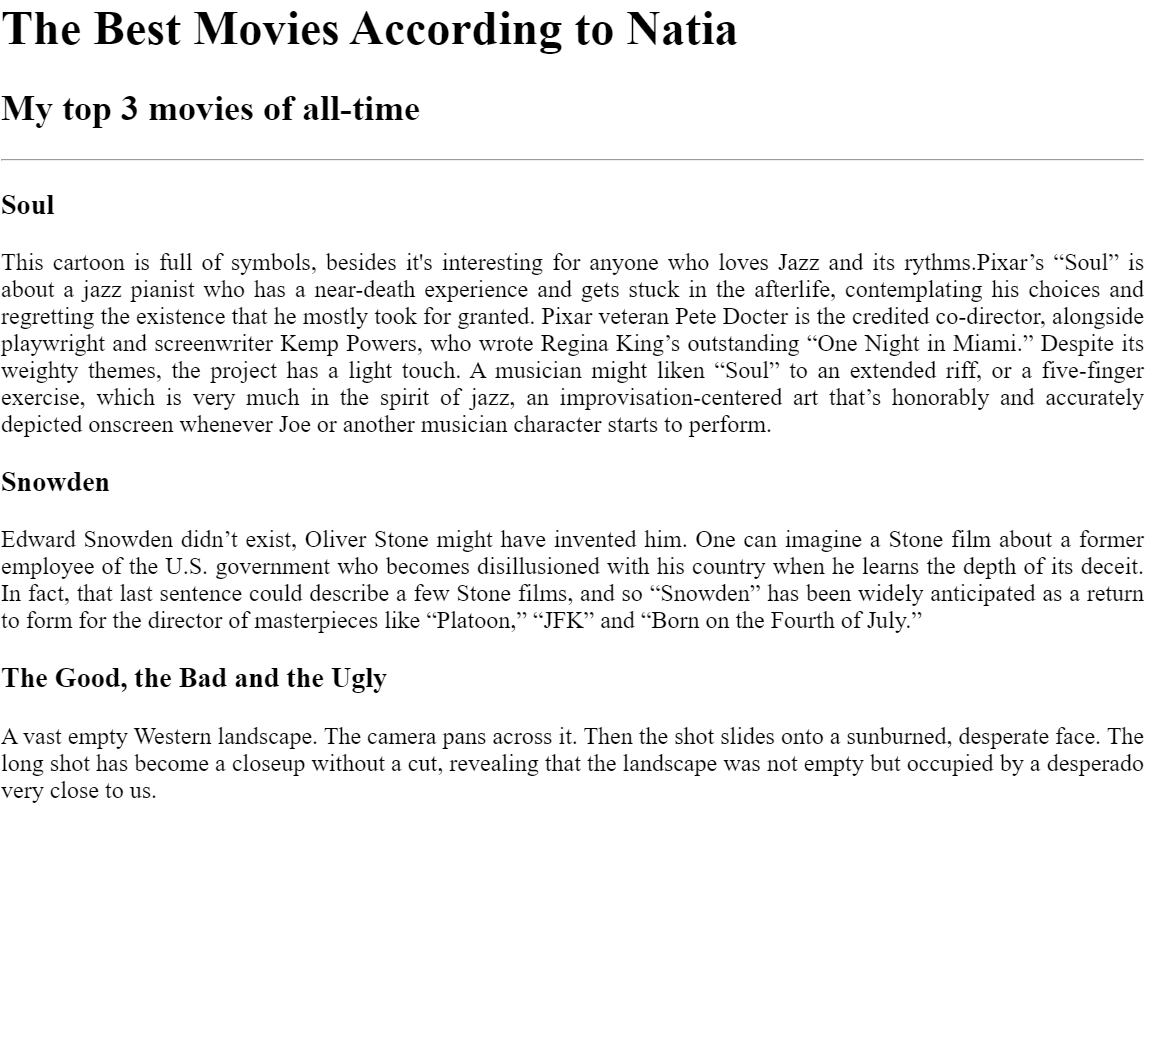 The Best Movies According to Natia
My top 3 movies of all-time
Soul
This cartoon is full of symbols, besides it's interesting for anyone who loves Jazz and its rythms.Pixar’s “Soul” is
about a jazz pianist who has a near-death experience and gets stuck in the afterlife, contemplating his choices and
regretting the existence that he mostly took for granted. Pixar veteran Pete Docter is the credited co-director, alongside
playwright and screenwriter Kemp Powers, who wrote Regina King’s outstanding “One Night in Miami.” Despite its
weighty themes, the project has a light touch. A musician might liken “Soul” to an extended riff, or a five-finger
exercise, which is very much in the spirit of jazz, an improvisation-centered art that’s honorably and accurately
depicted onscreen whenever Joe or another musician character starts to perform.
Snowden
Edward Snowden didn’t exist, Oliver Stone might have invented him. One can imagine a Stone film about a former
employee of the U.S. government who becomes disillusioned with his country when he learns the depth of its deceit.
In fact, that last sentence could describe a few Stone films, and so “Snowden” has been widely anticipated as a return
to form for the director of masterpieces like “Platoon,” “JFK” and “Born on the Fourth of July.”
The Good, the Bad and the Ugly
A vast empty Western landscape. The camera pans across it. Then the shot slides onto a sunburned, desperate face. The
long shot has become a closeup without a cut, revealing that the landscape was not empty but occupied by a desperado
very close to us.